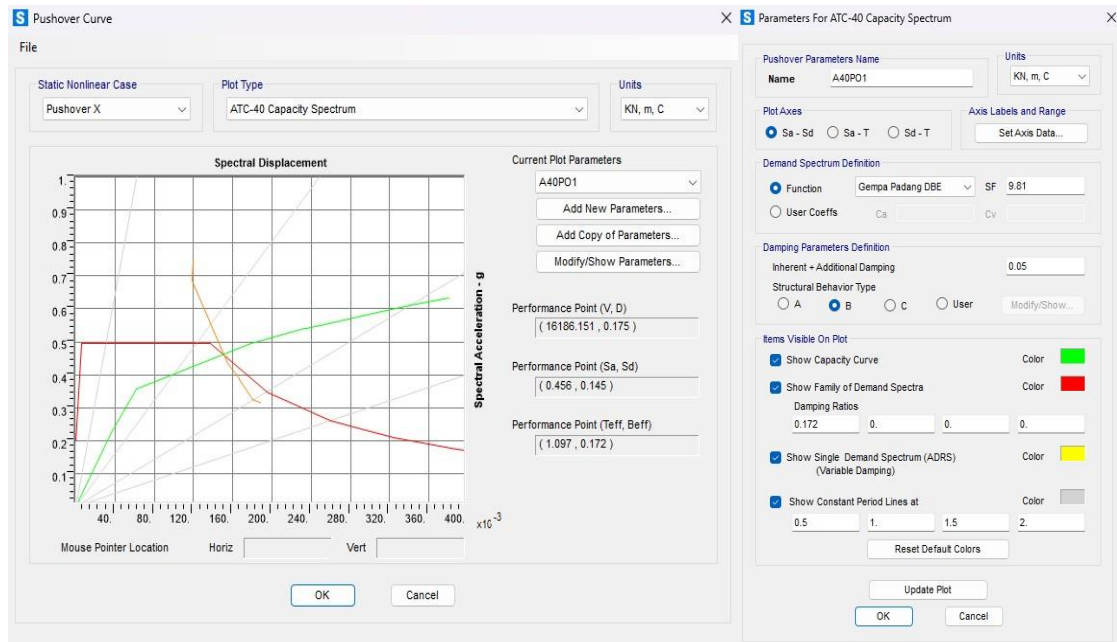 S Pushover Curve
File
Static Nonlinear Case
Plot Type
Units
Pushover X
ATC-40 Capacity Spectrum
KN, m, C
Spectral Displacement
Current Plot Parameters
A40PO1
Add New Parameters...
Add Copy of Parameters...
Modify/Show Parameters...
Performance Point (V, D)
( 16186.151 , 0.175 )
Performance Point (Sa, Sd)
( 0.456 , 0.145 )
Performance Point (Teff, Beff)
( 1.097 , 0.172 )
1.
0.9
0.8
0.7
0.6
0.5
0.4
0.3
0.2
0.1
Spectral Acceleration - g
40. 80. 120. 160. 200. 240. 280. 320. 360. 400. x10 -3
Mouse Pointer Location Horiz Vert
OK Cancel
S Parameters For ATC-40 Capacity Spectrum
Pushover Parameters Name
Units
Name A40PO1
KN, m, C
Plot Axes
Axis Labels and Range
Sa - Sd Sa - T Sd - T
Set Axis Data...
Demand Spectrum Definition
Function Gempa Padang DBE SF 9.81
User Coeffs Ca Cv
Damping Parameters Definition
Inherent + Additional Damping 0.05
Structural Behavior Type
A B C User Modify/Show...
Items Visible On Plot
Show Capacity Curve Color
Show Family of Demand Spectra Color
Damping Ratios
0.172 0. 0. 0.
Show Single Demand Spectrum (ADRS) Color
(Variable Damping)
Show Constant Period Lines at Color
0.5 1. 1.5 2.
Reset Default Colors
Update Plot
OK Cancel